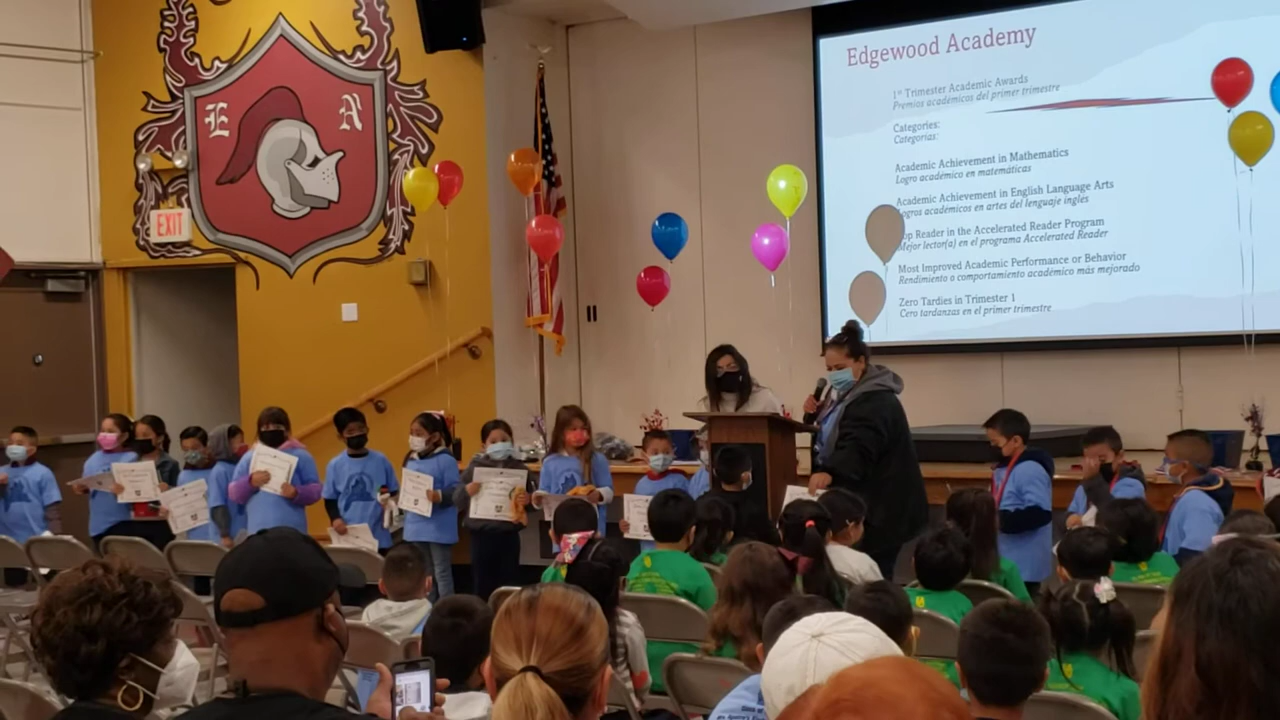 E A
EXIT
Edgewood Academy
1st Trimester Academic Awards
Premios académicos del primer trimestre
Categories:
Categorías:
Academic Achievement in Mathematics
Logro académico en matemáticas
Academic Achievement in English Language Arts
ogros académicos en artes del lenguaje ingles
op Reader in the Accelerated Reader Program
Mejor lector(a) en el programa Accelerated Reader
Most Improved Academic Performance or Behavior
Rendimiento o comportamiento académico más mejorado
Zero Tardies in Trimester 1
Cero tardanzas en el primer trimestre